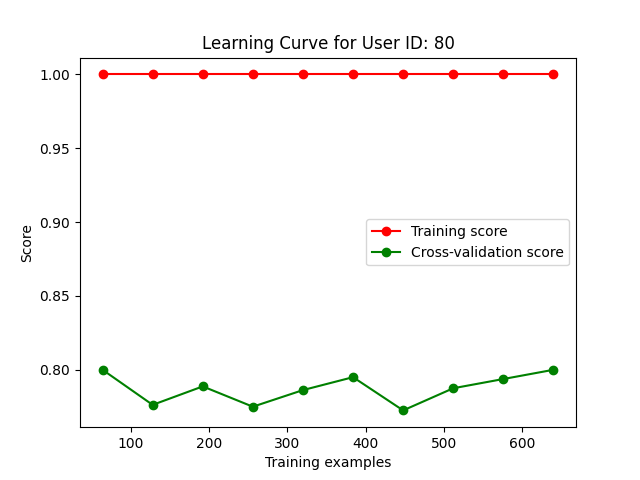 Learning Curve for User ID: 80
1.00
0.95
0.90
0.85
0.80
Score
Training score
Cross-validation score
100 200 300 400 500 600
Training examples